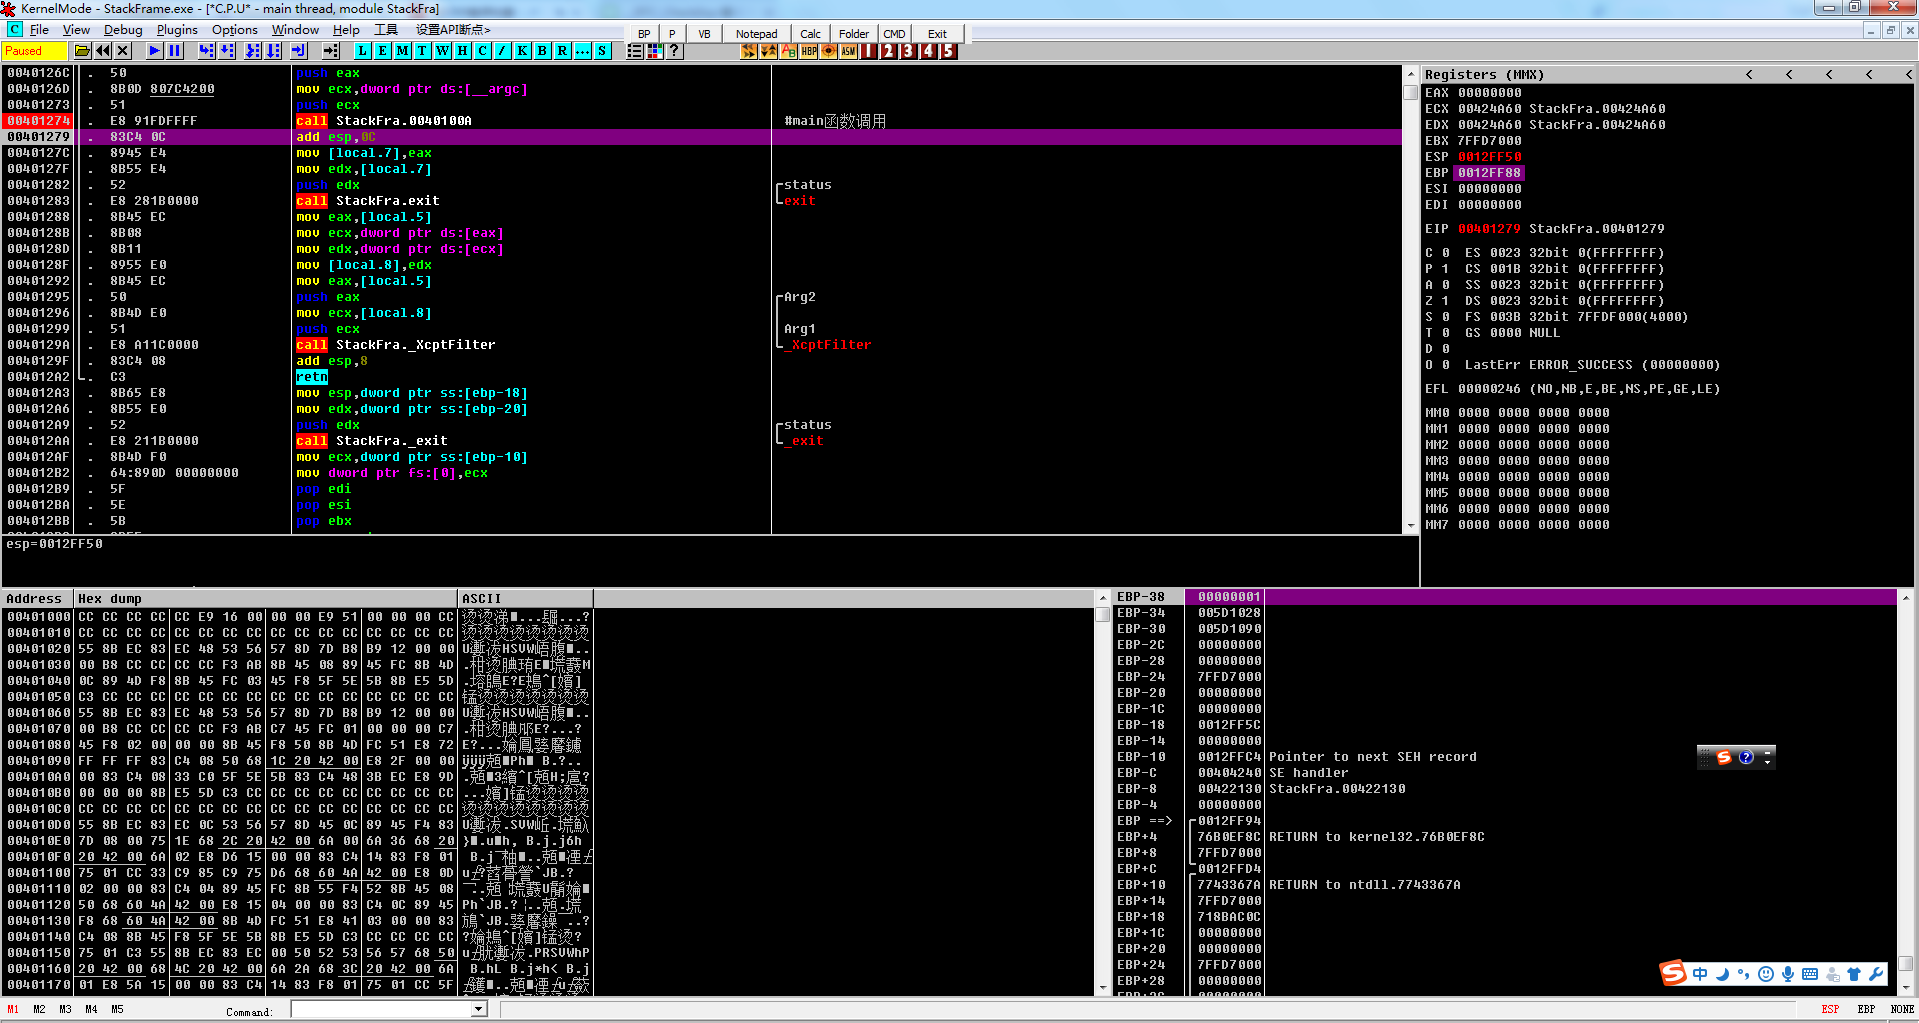 KernelMode - StackFrame.exe - [*C.P.U* - main thread, module StackFra]
File View Debug Plugins Options Window Help 工具 设置API断点>
BP P VB Notepad Calc Folder CMD Exit
Paused L E M T W H C / K B R ... S ? HBP ASM 1 2 3 4 5
0040126C . 50 push eax
0040126D . 8B0D 807C4200 mov ecx,dword ptr ds:[__argc]
00401273 . 51 push ecx
00401274 . E8 91FDFFFF call StackFra.0040100A #main函数调用
00401279 . 83C4 0C add esp,0C
0040127C . 8945 E4 mov [local.7],eax
0040127F . 8B55 E4 mov edx,[local.7]
00401282 . 52 push edx status
00401283 . E8 281B0000 call StackFra.exit exit
00401288 . 8B45 EC mov eax,[local.5]
0040128B . 8B08 mov ecx,dword ptr ds:[eax]
0040128D . 8B11 mov edx,dword ptr ds:[ecx]
0040128F . 8955 E0 mov [local.8],edx
00401292 . 8B45 EC mov eax,[local.5]
00401295 . 50 push eax Arg2
00401296 . 8B4D E0 mov ecx,[local.8]
00401299 . 51 push ecx Arg1
0040129A . E8 A11C0000 call StackFra._XcptFilter _XcptFilter
0040129F . 83C4 08 add esp,8
004012A2 . C3 retn
004012A3 . 8B65 E8 mov esp,dword ptr ss:[ebp-18]
004012A6 . 8B55 E0 mov edx,dword ptr ss:[ebp-20]
004012A9 . 52 push edx status
004012AA . E8 211B0000 call StackFra._exit _exit
004012AF . 8B4D F0 mov ecx,dword ptr ss:[ebp-10]
004012B2 . 64:890D 00000000 mov dword ptr fs:[0],ecx
004012B9 . 5F pop edi
004012BA . 5E pop esi
004012BB . 5B pop ebx
esp=0012FF50
Registers (MMX) < < < < <
EAX 00000000
ECX 00424A60 StackFra.00424A60
EDX 00424A60 StackFra.00424A60
EBX 7FFD7000
ESP 0012FF50
EBP 0012FF88
ESI 00000000
EDI 00000000
EIP 00401279 StackFra.00401279
C 0 ES 0023 32bit 0(FFFFFFFF)
P 1 CS 001B 32bit 0(FFFFFFFF)
A 0 SS 0023 32bit 0(FFFFFFFF)
Z 1 DS 0023 32bit 0(FFFFFFFF)
S 0 FS 003B 32bit 7FFDF000(4000)
T 0 GS 0000 NULL
D 0
O 0 LastErr ERROR_SUCCESS (00000000)
EFL 00000246 (NO,NB,E,BE,NS,PE,GE,LE)
MM0 0000 0000 0000 0000
MM1 0000 0000 0000 0000
MM2 0000 0000 0000 0000
MM3 0000 0000 0000 0000
MM4 0000 0000 0000 0000
MM5 0000 0000 0000 0000
MM6 0000 0000 0000 0000
MM7 0000 0000 0000 0000
Address Hex dump ASCII
00401000 CC CC CC CC CC E9 16 00 00 00 E9 51 00 00 00 CC
00401010 CC CC CC CC CC CC CC CC CC CC CC CC CC CC CC CC 烫烫烫烫烫烫烫烫
00401020 55 8B EC 83 EC 48 53 56 57 8D 7D B8 B9 12 00 00
00401030 00 B8 CC CC CC CC F3 AB 8B 45 08 89 45 FC 8B 4D
00401040 0C 89 4D F8 8B 45 FC 03 45 F8 5F 5E 5B 8B E5 5D
00401050 C3 CC CC CC CC CC CC CC CC CC CC CC CC CC CC CC 锰烫烫烫烫烫烫烫
00401060 55 8B EC 83 EC 48 53 56 57 8D 7D B8 B9 12 00 00
00401070 00 B8 CC CC CC CC F3 AB C7 45 FC 01 00 00 00 C7
00401080 45 F8 02 00 00 00 8B 45 F8 50 8B 4D FC 51 E8 72
00401090 FF FF FF 83 C4 08 50 68 1C 20 42 00 E8 2F 00 00
004010A0 00 83 C4 08 33 C0 5F 5E 5B 83 C4 48 3B EC E8 9D
004010B0 00 00 00 8B E5 5D C3 CC CC CC CC CC CC CC CC CC
004010C0 CC CC CC CC CC CC CC CC CC CC CC CC CC CC CC CC 烫烫烫烫烫烫烫烫
004010D0 55 8B EC 83 EC 0C 53 56 57 8D 45 0C 89 45 F4 83
004010E0 7D 08 00 75 1E 68 2C 20 42 00 6A 00 6A 36 68 20
004010F0 20 42 00 6A 02 E8 D6 15 00 00 83 C4 14 83 F8 01
00401100 75 01 CC 33 C9 85 C9 75 D6 68 60 4A 42 00 E8 0D
00401110 02 00 00 83 C4 04 89 45 FC 8B 55 F4 52 8B 45 08
00401120 50 68 60 4A 42 00 E8 15 04 00 00 83 C4 0C 89 45
00401130 F8 68 60 4A 42 00 8B 4D FC 51 E8 41 03 00 00 83
00401140 C4 08 8B 45 F8 5F 5E 5B 8B E5 5D C3 CC CC CC CC
00401150 75 01 C3 55 8B EC 83 EC 00 50 52 53 56 57 68 50
00401160 20 42 00 68 4C 20 42 00 6A 2A 68 3C 20 42 00 6A
00401170 01 E8 5A 15 00 00 83 C4 14 83 F8 01 75 01 CC 5F
EBP-38 00000001
EBP-34 005D1028
EBP-30 005D1090
EBP-2C 00000000
EBP-28 00000000
EBP-24 7FFD7000
EBP-20 00000000
EBP-1C 00000000
EBP-18 0012FF5C
EBP-14 00000000
EBP-10 0012FFC4 Pointer to next SEH record
EBP-C 00404240 SE handler
EBP-8 00422130 StackFra.00422130
EBP-4 00000000
EBP ==> 0012FF94
EBP+4 76B0EF8C RETURN to kernel32.76B0EF8C
EBP+8 7FFD7000
EBP+C 0012FFD4
EBP+10 7743367A RETURN to ntdll.7743367A
EBP+14 7FFD7000
EBP+18 718BAC0C
EBP+1C 00000000
EBP+20 00000000
EBP+24 7FFD7000
EBP+28 00000000
中
M1 M2 M3 M4 M5 Command: ESP EBP NONE